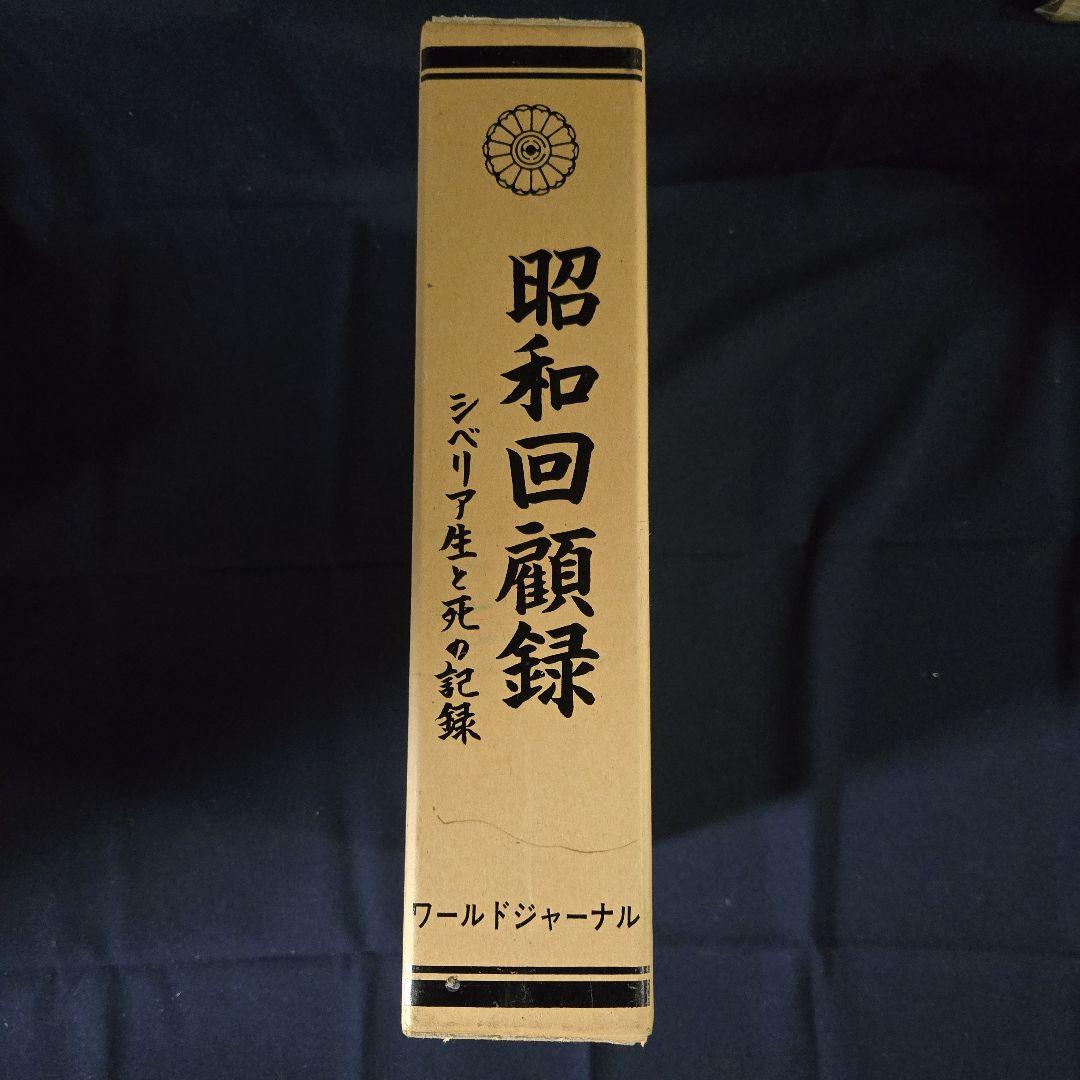 昭和回顧録
シベリア生と死の記録
ワールドジャーナル